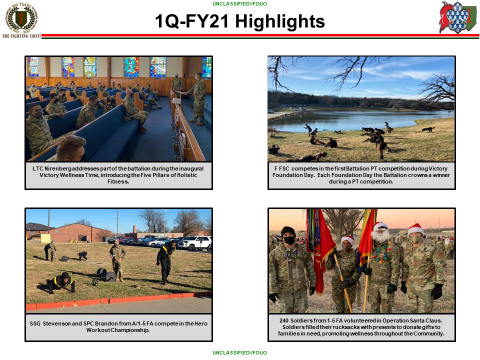 UNCLASSIFIED//FOUO
1Q-FY21 Highlights
THE FIGHTING FIRST
LTC Nirenberg addresses part of the battalion during the inaugural
Victory Wellness Time, introducing the Five Pillars of Holistic
Fitness.
F FSC competes in the first Battalion PT competition during Victory
Foundation Day. Each Foundation Day the Battalion crowns a winner
during a PT competition.
SSG Stevenson and SPC Brandon from A/1-5 FA compete in the Hero
Workout Championship.
240 Soldiers from 1-5 FA volunteered in Operation Santa Claus.
Soldiers filled their rucksacks with presents to donate gifts to
families in need, promoting wellness throughout the Community.
UNCLASSIFIED//FOUO